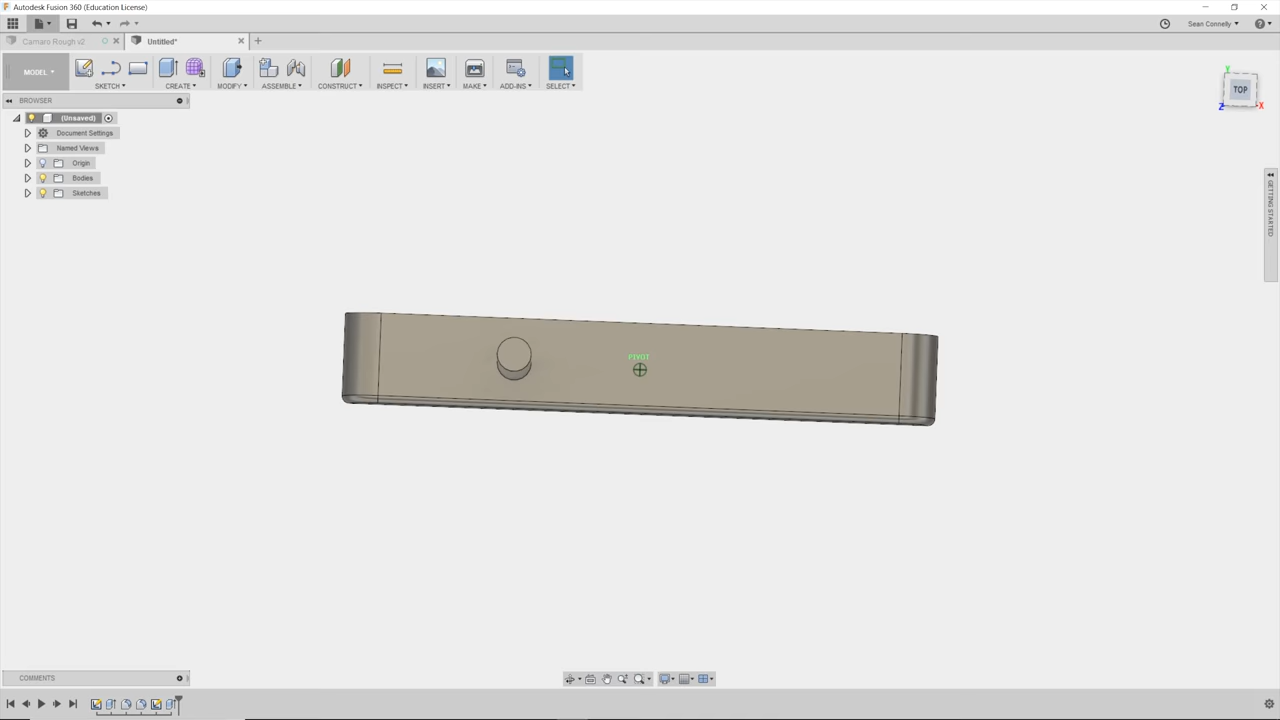 Autodesk Fusion 360 (Education License)
Sean Connelly
Camaro Rough v2
Untitled*
MODEL
SKETCH
CREATE
MODIFY
ASSEMBLE
CONSTRUCT
INSPECT
INSERT
MAKE
ADD-INS
SELECT
BROWSER
(Unsaved)
Document Settings
Named Views
Origin
Bodies
Sketches
Y
TOP
Z
X
GETTING STARTED
PIVOT
COMMENTS